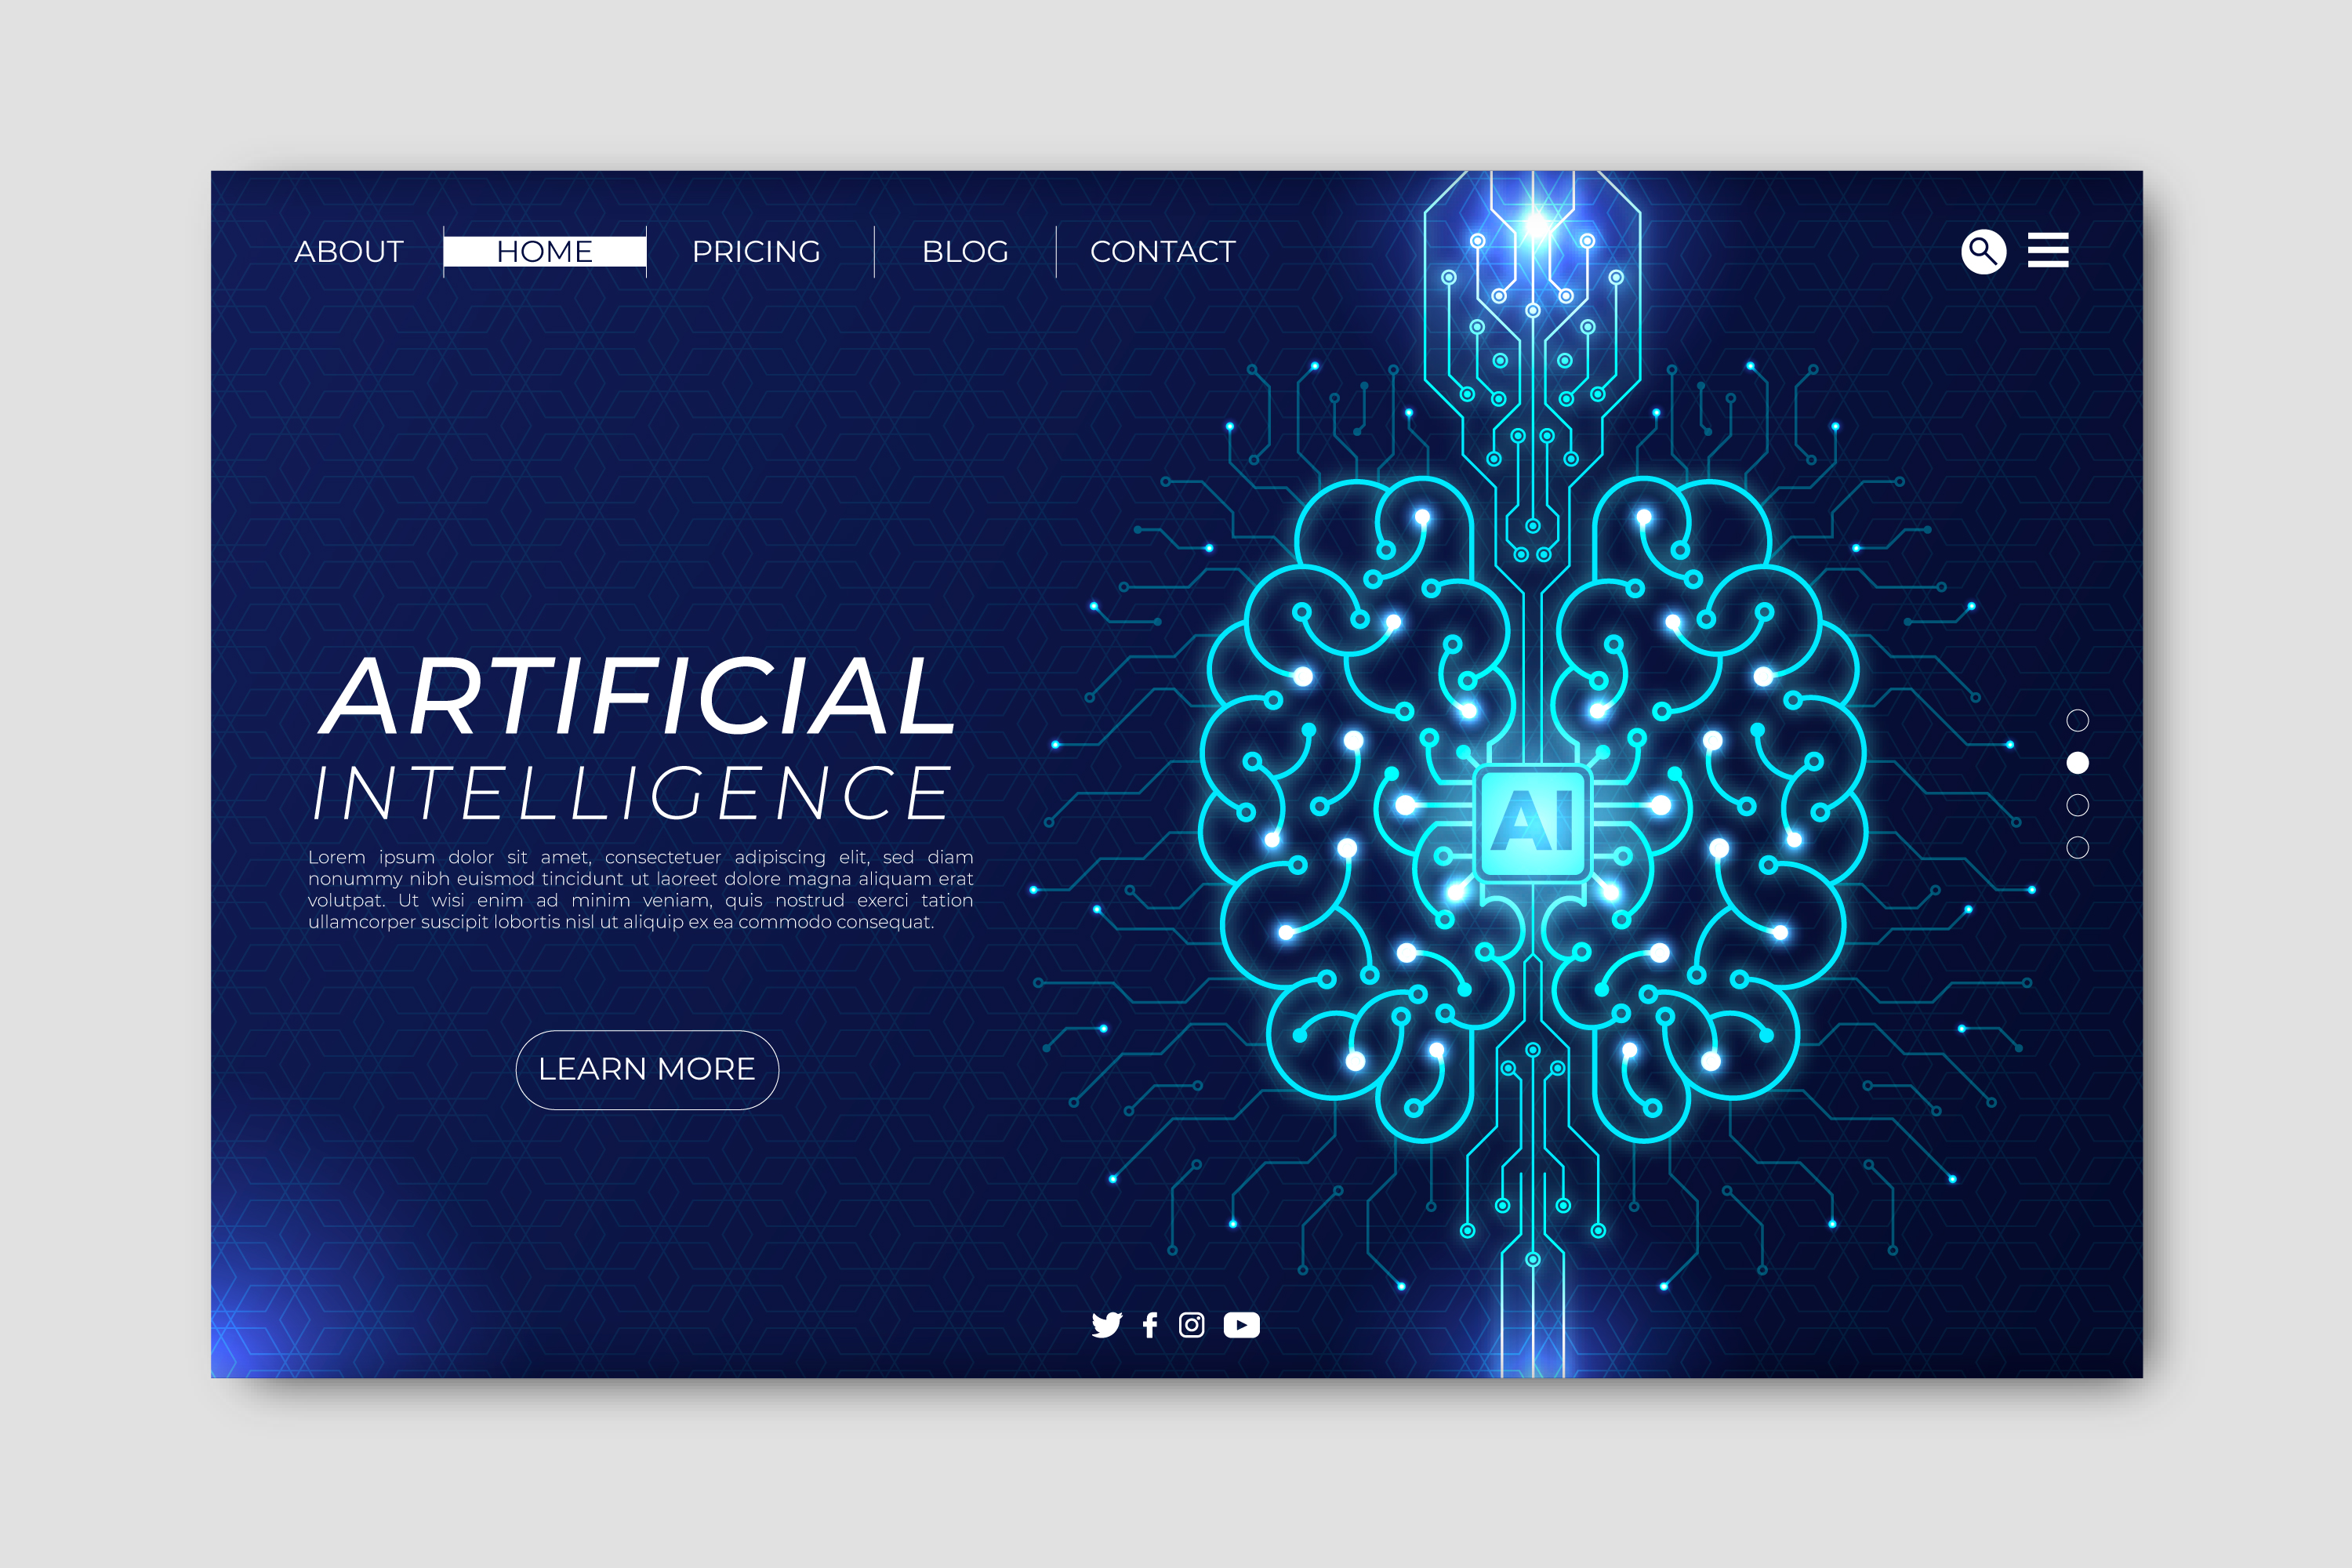 ABOUT HOME PRICING BLOG CONTACT
ARTIFICIAL
INTELLIGENCE
Lorem ipsum dolor sit amet, consectetuer adipiscing elit, sed diam
nonummy nibh euismod tincidunt ut laoreet dolore magna aliquam erat
volutpat. Ut wisi enim ad minim veniam, quis nostrud exerci tation
ullamcorper suscipit lobortis nisl ut aliquip ex ea commodo consequat.
LEARN MORE
AI